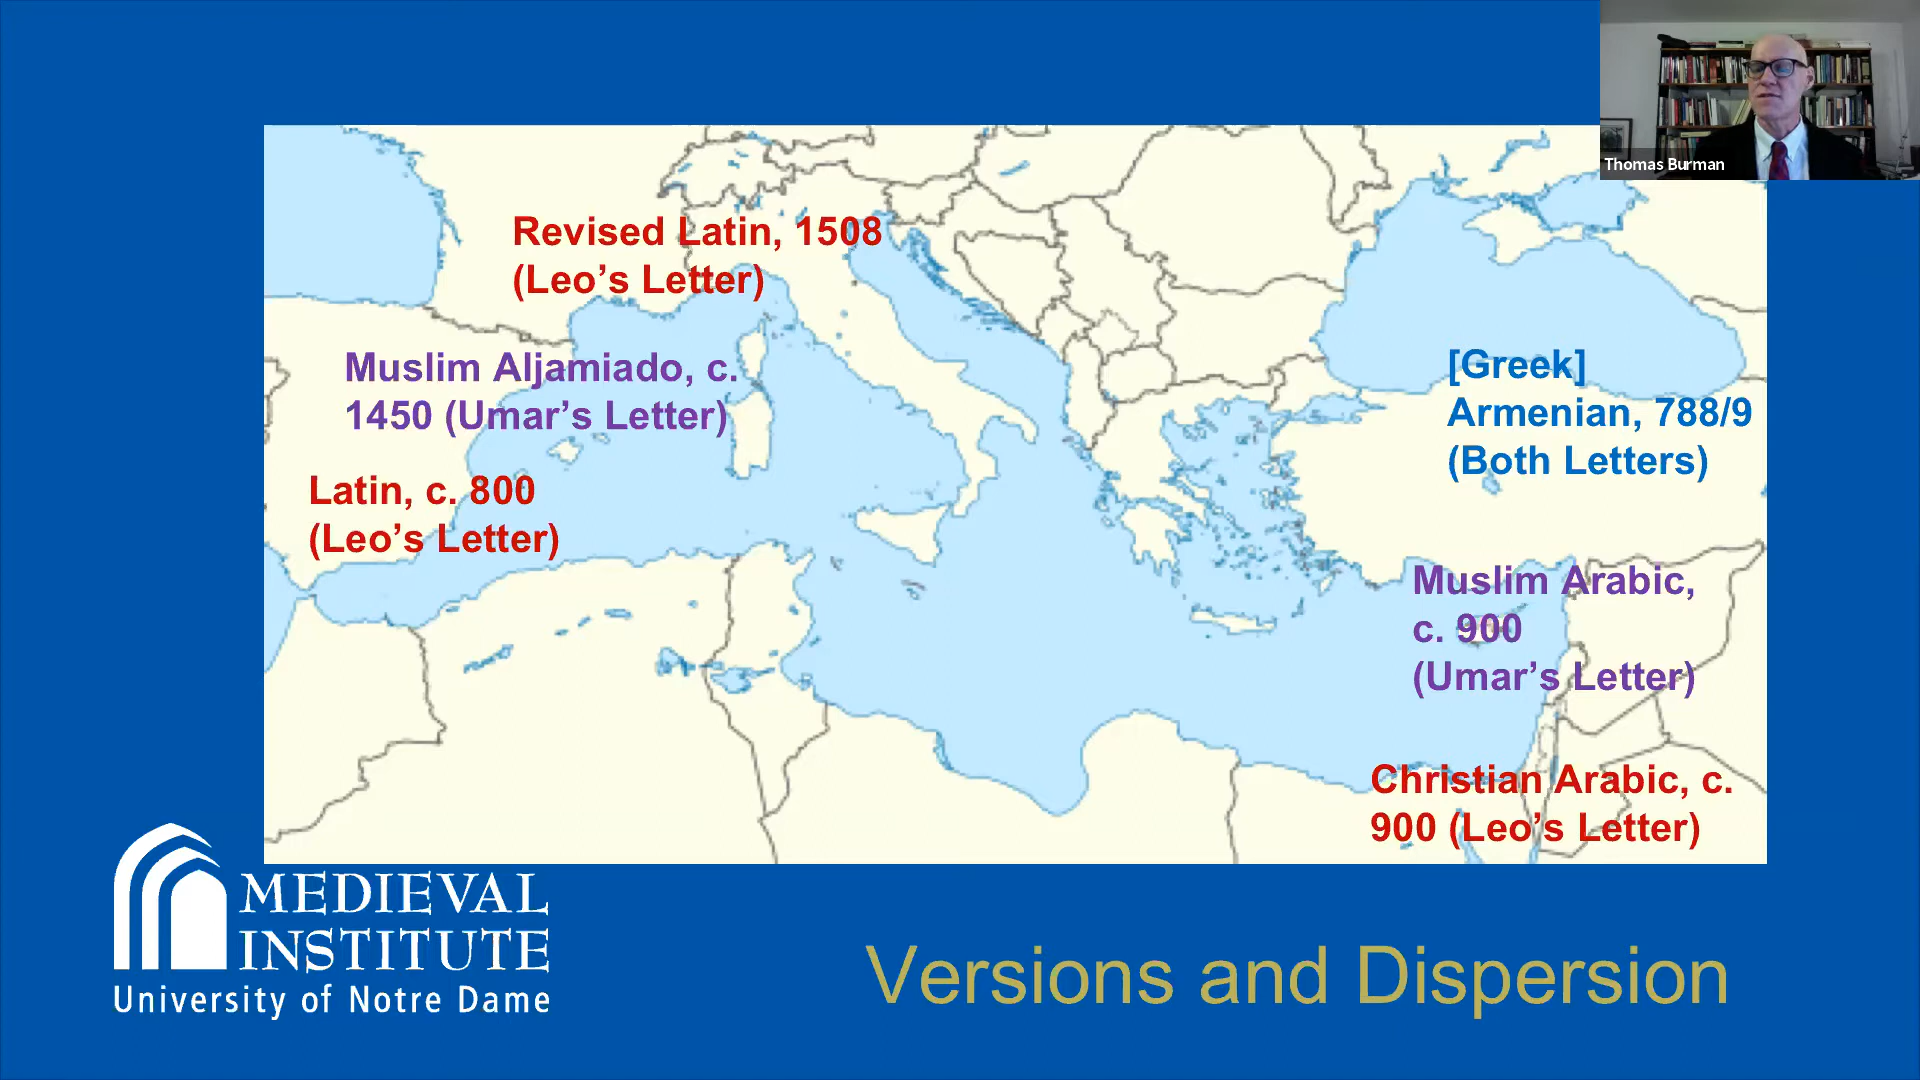 Thomas Burman
Revised Latin, 1508
(Leo’s Letter)
Muslim Aljamiado, c.
1450 (Umar’s Letter)
[Greek]
Armenian, 788/9
(Both Letters)
Latin, c. 800
(Leo’s Letter)
Muslim Arabic,
c. 900
(Umar’s Letter)
Christian Arabic, c.
900 (Leo’s Letter)
MEDIEVAL
INSTITUTE
University of Notre Dame
Versions and Dispersion